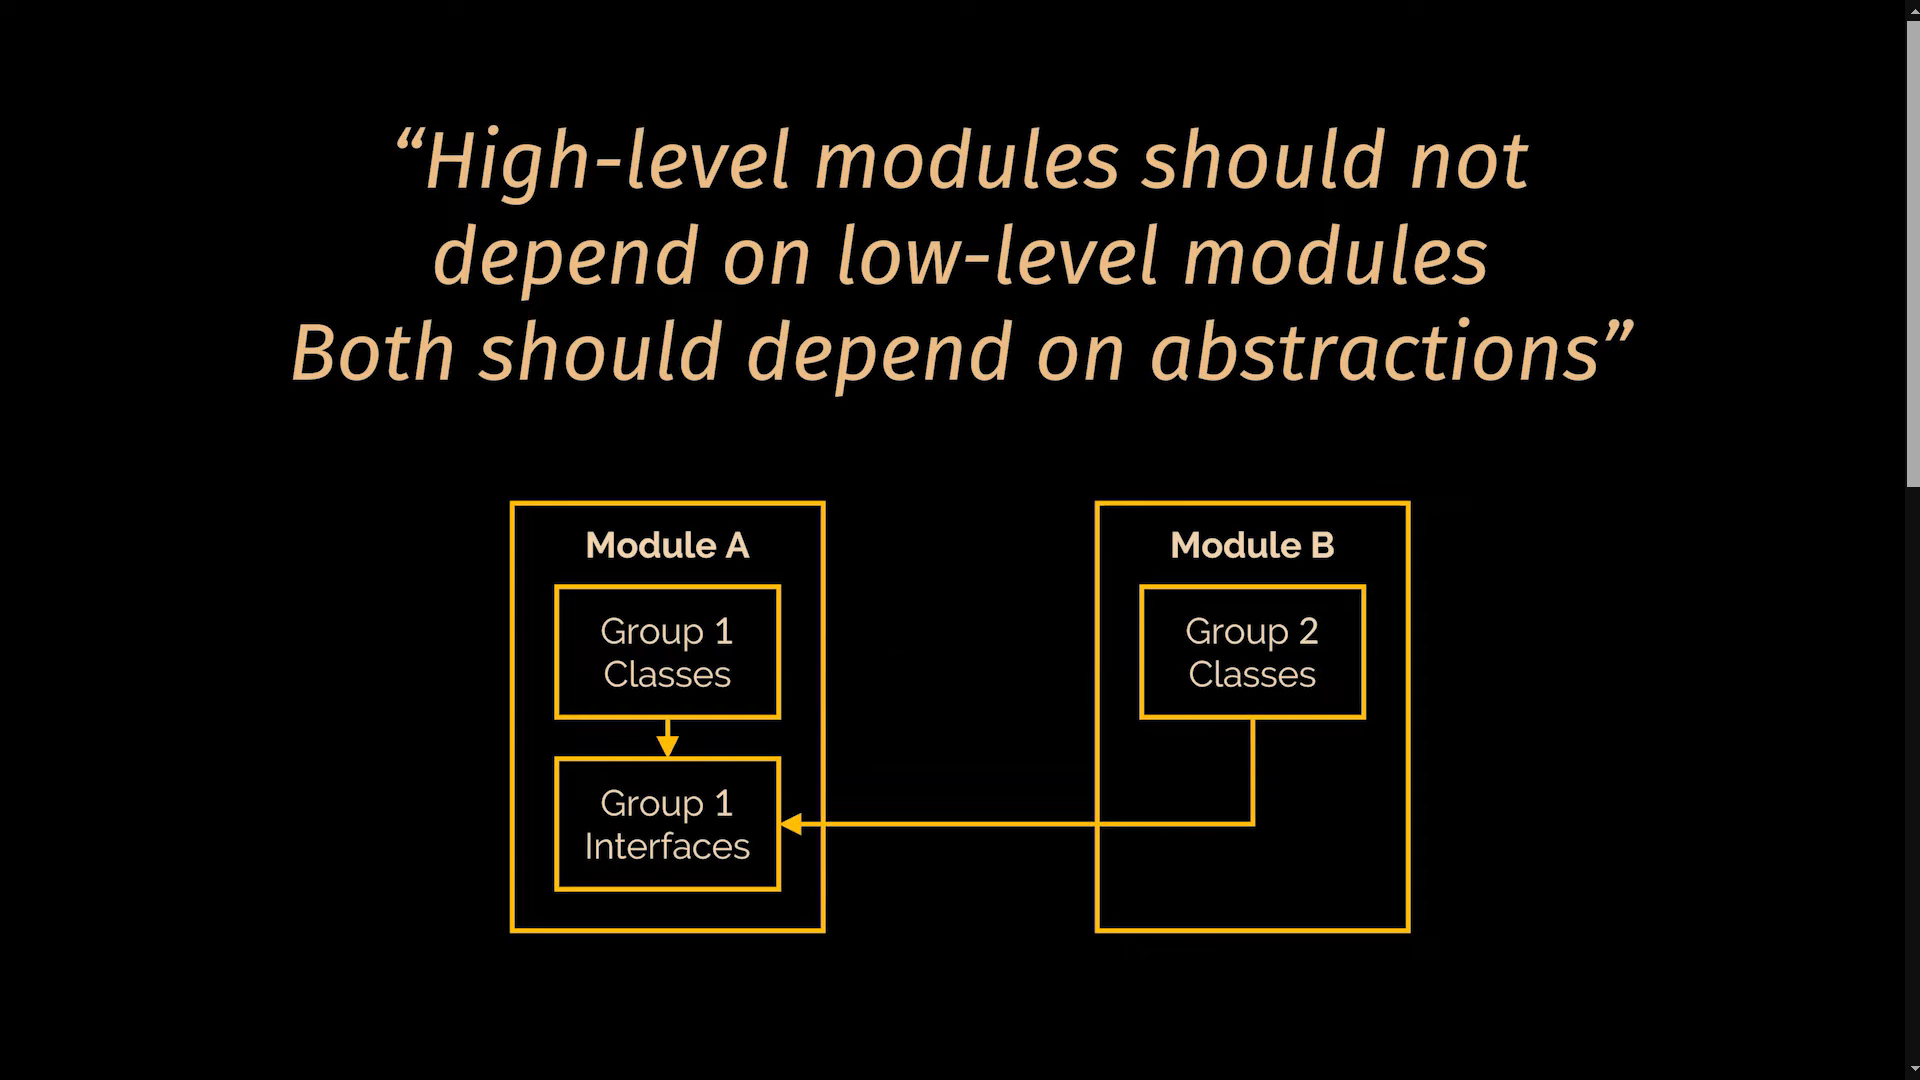 “High-level modules should not
depend on low-level modules
Both should depend on abstractions”
Module A
Group 1
Classes
Group 1
Interfaces
Module B
Group 2
Classes